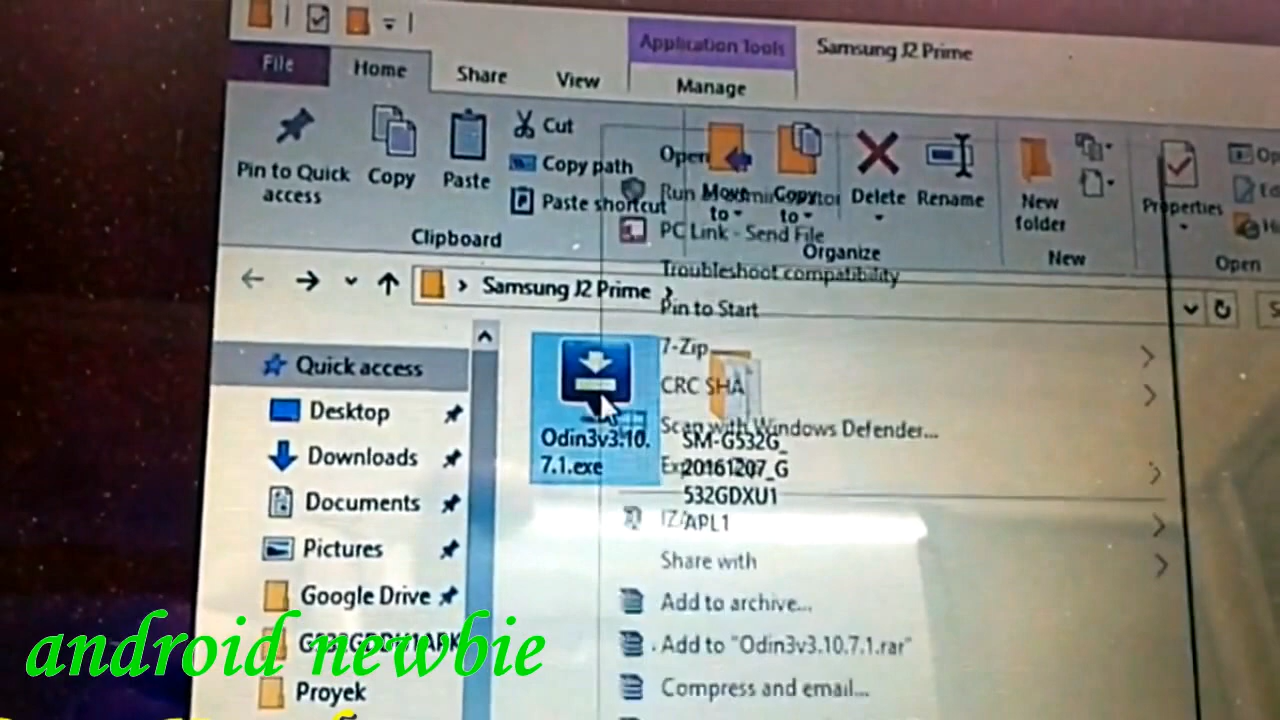 Application Tools
Samsung J2 Prime
File
Home
Share
View
Manage
Pin to Quick
access
Copy
Paste
Cut
Copy path
Paste shortcut
Clipboard
Move
to
Copy
to
Delete
Rename
Organize
New
folder
New
Properties
Open
Open
Run
PC Link - Send File
Troubleshoot compatibility
Pin to Start
7-Zip
CRC SHA
Scan with Windows Defender...
Share with
Add to archive...
Add to "Odin3v3.10.7.1.rar"
Compress and email...
Samsung J2 Prime
Quick access
Desktop
Downloads
Documents
Pictures
Google Drive
Proyek
Odin3v3.10.
7.1.exe
SM-G532G_
20161207_G
532GDXU1
APL1
android newbie